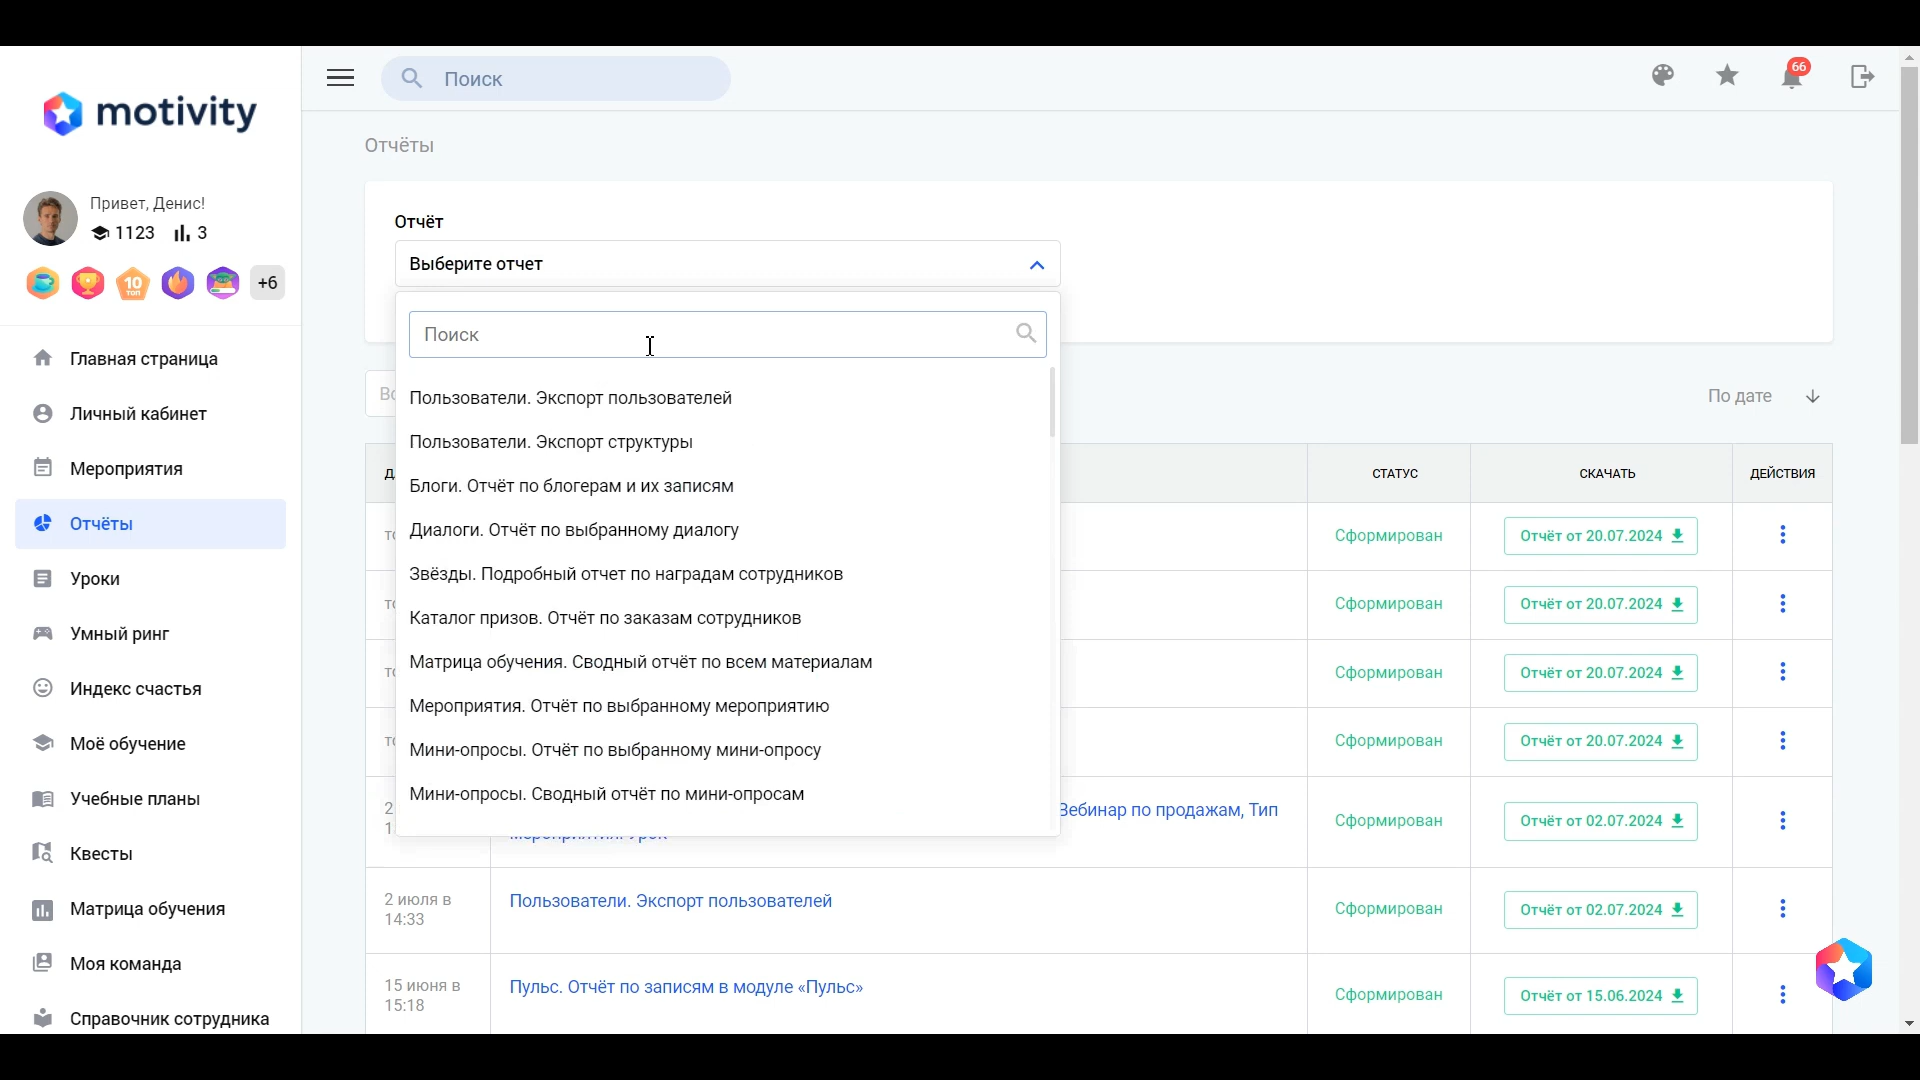 motivity
Привет, Денис!
1123 3
10
ТОП
+6
Главная страница
Личный кабинет
Мероприятия
Отчёты
Уроки
Умный ринг
Индекс счастья
Моё обучение
Учебные планы
Квесты
Матрица обучения
Моя команда
Справочник сотрудника
Поиск
66
Отчёты
Отчёт
Выберите отчет
Поиск
Пользователи. Экспорт пользователей
Пользователи. Экспорт структуры
Блоги. Отчёт по блогерам и их записям
Диалоги. Отчёт по выбранному диалогу
Звёзды. Подробный отчет по наградам сотрудников
Каталог призов. Отчёт по заказам сотрудников
Матрица обучения. Сводный отчёт по всем материалам
Мероприятия. Отчёт по выбранному мероприятию
Мини-опросы. Отчёт по выбранному мини-опросу
Мини-опросы. Сводный отчёт по мини-опросам
По дате
СТАТУС СКАЧАТЬ ДЕЙСТВИЯ
Сформирован Отчёт от 20.07.2024
Сформирован Отчёт от 20.07.2024
Сформирован Отчёт от 20.07.2024
Сформирован Отчёт от 20.07.2024
Вебинар по продажам, Тип
Сформирован Отчёт от 02.07.2024
2 июля в
14:33
Пользователи. Экспорт пользователей
Сформирован Отчёт от 02.07.2024
15 июня в
15:18
Пульс. Отчёт по записям в модуле «Пульс»
Сформирован Отчёт от 15.06.2024